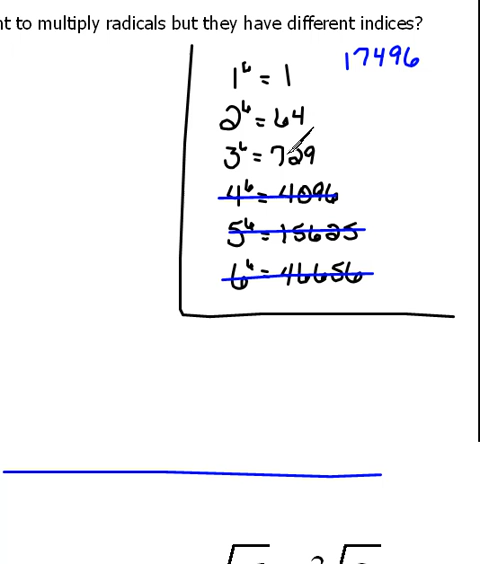 nt to multiply radicals but they have different indices?
17496
1⁶ = 1
2⁶ = 64
3⁶ = 729
4⁶ = 4096
5⁶ = 15625
6⁶ = 46656